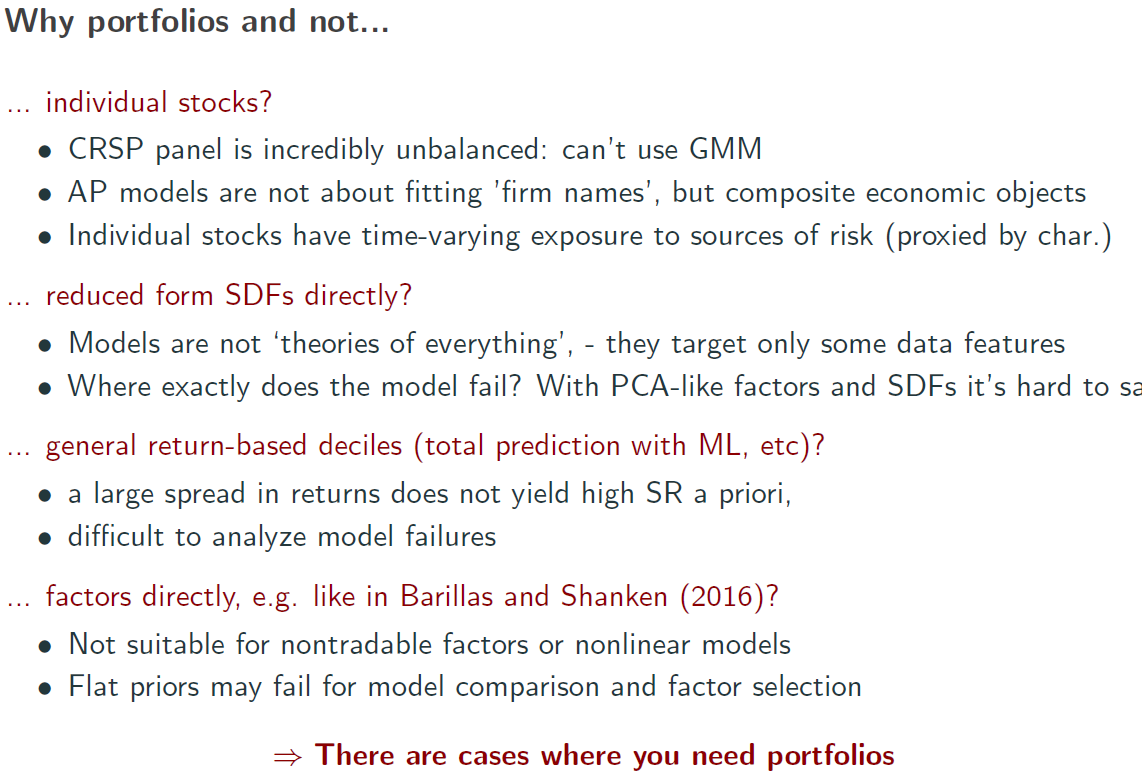 Why portfolios and not...
... individual stocks?
• CRSP panel is incredibly unbalanced: can't use GMM
• AP models are not about fitting 'firm names', but composite economic objects
• Individual stocks have time-varying exposure to sources of risk (proxied by char.)
... reduced form SDFs directly?
• Models are not ‘theories of everything’, - they target only some data features
• Where exactly does the model fail? With PCA-like factors and SDFs it's hard to sa
... general return-based deciles (total prediction with ML, etc)?
• a large spread in returns does not yield high SR a priori,
• difficult to analyze model failures
... factors directly, e.g. like in Barillas and Shanken (2016)?
• Not suitable for nontradable factors or nonlinear models
• Flat priors may fail for model comparison and factor selection
⇒ There are cases where you need portfolios